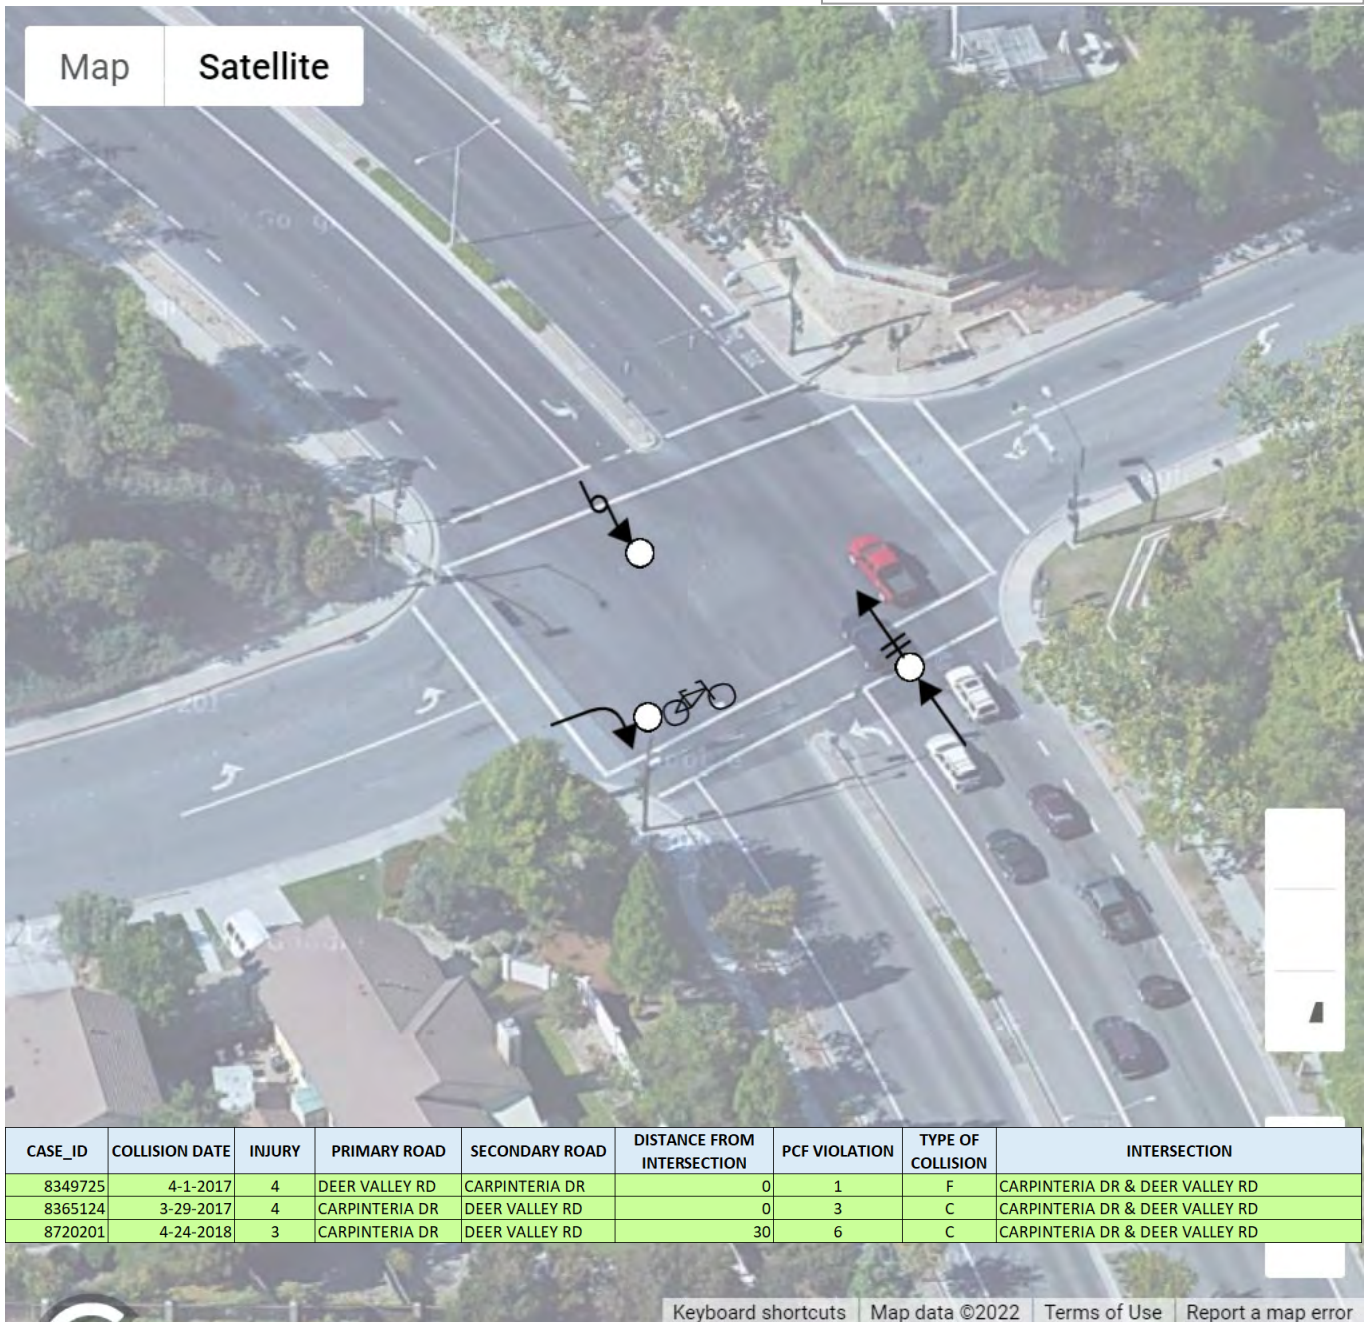 Map Satellite
CASE_ID COLLISION DATE INJURY PRIMARY ROAD SECONDARY ROAD DISTANCE FROM INTERSECTION PCF VIOLATION TYPE OF COLLISION INTERSECTION
8349725 4-1-2017 4 DEER VALLEY RD CARPINTERIA DR 0 1 F CARPINTERIA DR & DEER VALLEY RD
8365124 3-29-2017 4 CARPINTERIA DR DEER VALLEY RD 0 3 C CARPINTERIA DR & DEER VALLEY RD
8720201 4-24-2018 3 CARPINTERIA DR DEER VALLEY RD 30 6 C CARPINTERIA DR & DEER VALLEY RD
Keyboard shortcuts Map data ©2022 Terms of Use Report a map error